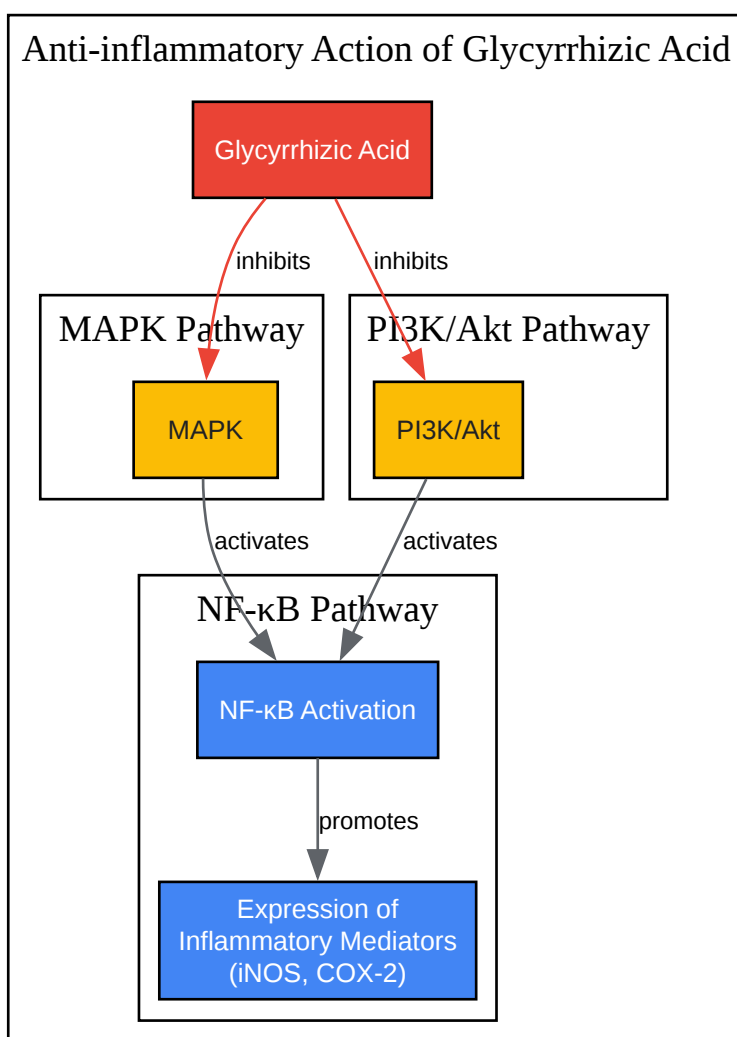 Anti-inflammatory Action of Glycyrrhizic Acid
Glycyrrhizic Acid
inhibits
inhibits
MAPK Pathway
PI3K/Akt Pathway
MAPK
PI3K/Akt
activates
activates
NF-κB Pathway
NF-κB Activation
promotes
Expression of
Inflammatory Mediators
(iNOS, COX-2)